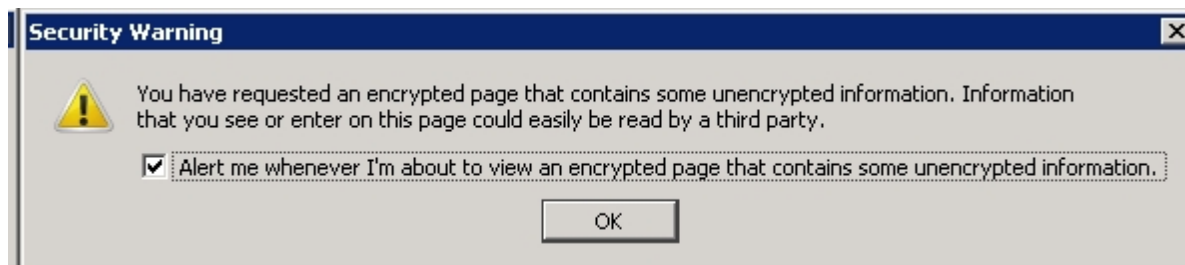 Security Warning
You have requested an encrypted page that contains some unencrypted information. Information
that you see or enter on this page could easily be read by a third party.
Alert me whenever I'm about to view an encrypted page that contains some unencrypted information.
OK